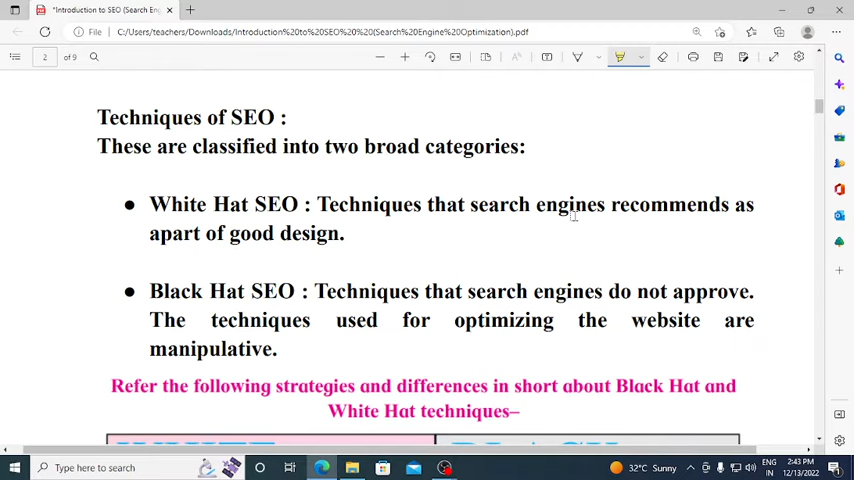 *Introduction to SEO (Search Eng
File
C:/Users/teachers/Downloads/Introduction%20to%20SEO%20%20(Search%20Engine%20Optimization).pdf
2 of 9
Techniques of SEO :
These are classified into two broad categories:
● White Hat SEO : Techniques that search engines recommends as
apart of good design.
● Black Hat SEO : Techniques that search engines do not approve.
The techniques used for optimizing the website are
manipulative.
Refer the following strategies and differences in short about Black Hat and
White Hat techniques–
Type here to search
32°C Sunny
ENG
IN
2:43 PM
12/13/2022